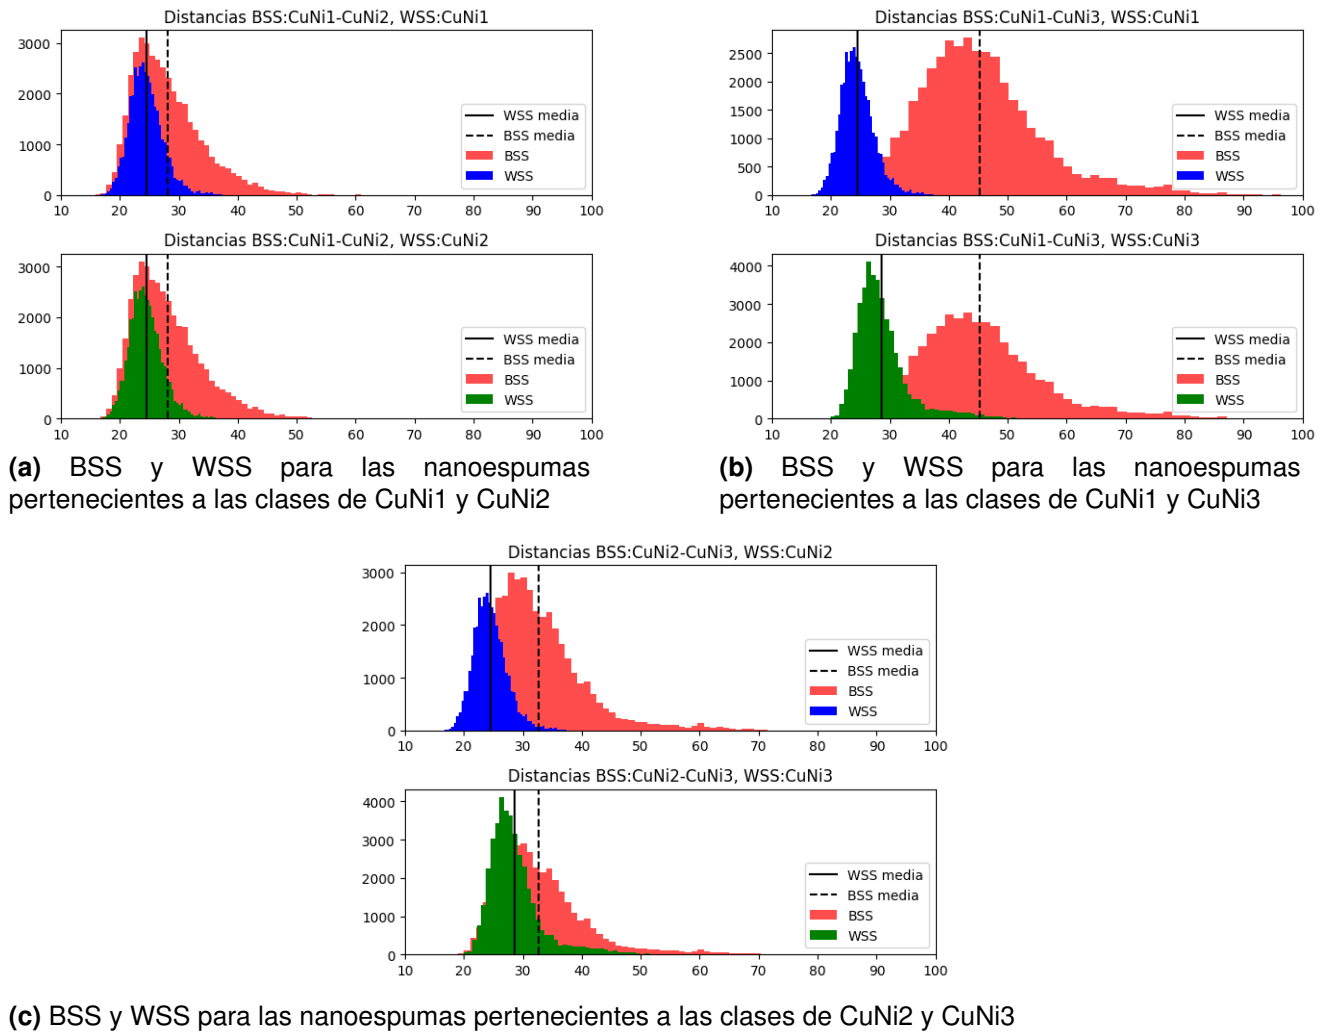 Distancias BSS:CuNi1-CuNi2, WSS:CuNi1
3000
2000
1000
0
10 20 30 40 50 60 70 80 90 100
WSS media
BSS media
BSS
WSS
Distancias BSS:CuNi1-CuNi2, WSS:CuNi2
3000
2000
1000
0
10 20 30 40 50 60 70 80 90 100
WSS media
BSS media
BSS
WSS
(a) BSS y WSS para las nanoespumas
pertenecientes a las clases de CuNi1 y CuNi2
Distancias BSS:CuNi1-CuNi3, WSS:CuNi1
2500
2000
1500
1000
500
0
10 20 30 40 50 60 70 80 90 100
WSS media
BSS media
BSS
WSS
Distancias BSS:CuNi1-CuNi3, WSS:CuNi3
4000
3000
2000
1000
0
10 20 30 40 50 60 70 80 90 100
WSS media
BSS media
BSS
WSS
(b) BSS y WSS para las nanoespumas
pertenecientes a las clases de CuNi1 y CuNi3
Distancias BSS:CuNi2-CuNi3, WSS:CuNi2
3000
2000
1000
0
10 20 30 40 50 60 70 80 90 100
WSS media
BSS media
BSS
WSS
Distancias BSS:CuNi2-CuNi3, WSS:CuNi3
4000
3000
2000
1000
0
10 20 30 40 50 60 70 80 90 100
WSS media
BSS media
BSS
WSS
(c) BSS y WSS para las nanoespumas pertenecientes a las clases de CuNi2 y CuNi3